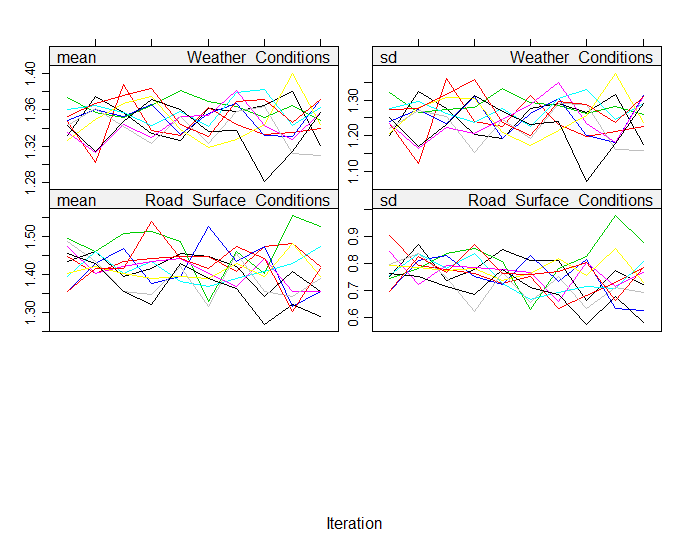 mean Weather Conditions
sd Weather Conditions
1.40
1.36
1.32
1.28
1.30
1.20
1.10
mean Road Surface Conditions
sd Road Surface Conditions
1.50
1.40
1.30
0.9
0.8
0.7
0.6
Iteration